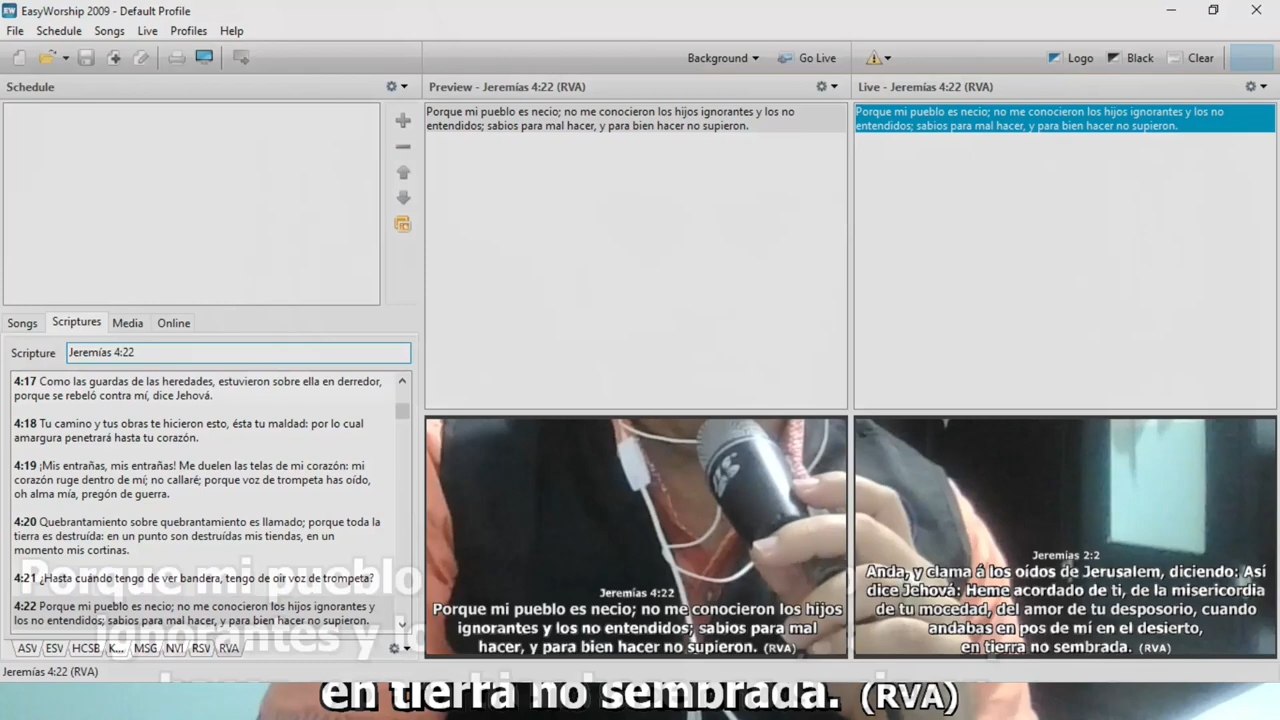 EasyWorship 2009 - Default Profile
File Schedule Songs Live Profiles Help
Background Go Live Logo Black Clear
Schedule
Preview - Jeremías 4:22 (RVA)
Live - Jeremías 4:22 (RVA)
Porque mi pueblo es necio; no me conocieron los hijos ignorantes y los no
entendidos; sabios para mal hacer, y para bien hacer no supieron.
Porque mi pueblo es necio; no me conocieron los hijos ignorantes y los no
entendidos; sabios para mal hacer, y para bien hacer no supieron.
Songs Scriptures Media Online
Scripture Jeremías 4:22
4:17 Como las guardas de las heredades, estuvieron sobre ella en derredor,
porque se rebeló contra mí, dice Jehová.
4:18 Tu camino y tus obras te hicieron esto, ésta tu maldad: por lo cual
amargura penetrará hasta tu corazón.
4:19 ¡Mis entrañas, mis entrañas! Me duelen las telas de mi corazón: mi
corazón ruge dentro de mí; no callaré; porque voz de trompeta has oído,
oh alma mía, pregón de guerra.
4:20 Quebrantamiento sobre quebrantamiento es llamado; porque toda la
tierra es destruída: en un punto son destruídas mis tiendas, en un
momento mis cortinas.
4:21 ¿Hasta cuándo tengo de ver bandera, tengo de oir voz de trompeta?
4:22 Porque mi pueblo es necio; no me conocieron los hijos ignorantes y
los no entendidos; sabios para mal hacer, y para bien hacer no supieron.
ASV ESV HCSB K... MSG NVI RSV RVA
Jeremías 4:22 (RVA)
Jeremías 4:22
Porque mi pueblo es necio; no me conocieron los hijos
ignorantes y los no entendidos; sabios para mal
hacer, y para bien hacer no supieron. (RVA)
Jeremías 2:2
Anda, y clama á los oídos de Jerusalem, diciendo: Así
dice Jehová: Heme acordado de ti, de la misericordia
de tu mocedad, del amor de tu desposorio, cuando
andabas en pos de mí en el desierto,
en tierra no sembrada. (RVA)
Porque mi pueblo
ignorantes y
en tierra no sembrada. (RVA)